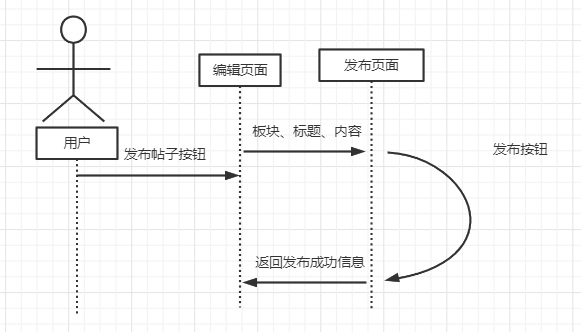 编辑页面
发布页面
用户
板块、标题、内容
发布按钮
发布帖子按钮
返回发布成功信息